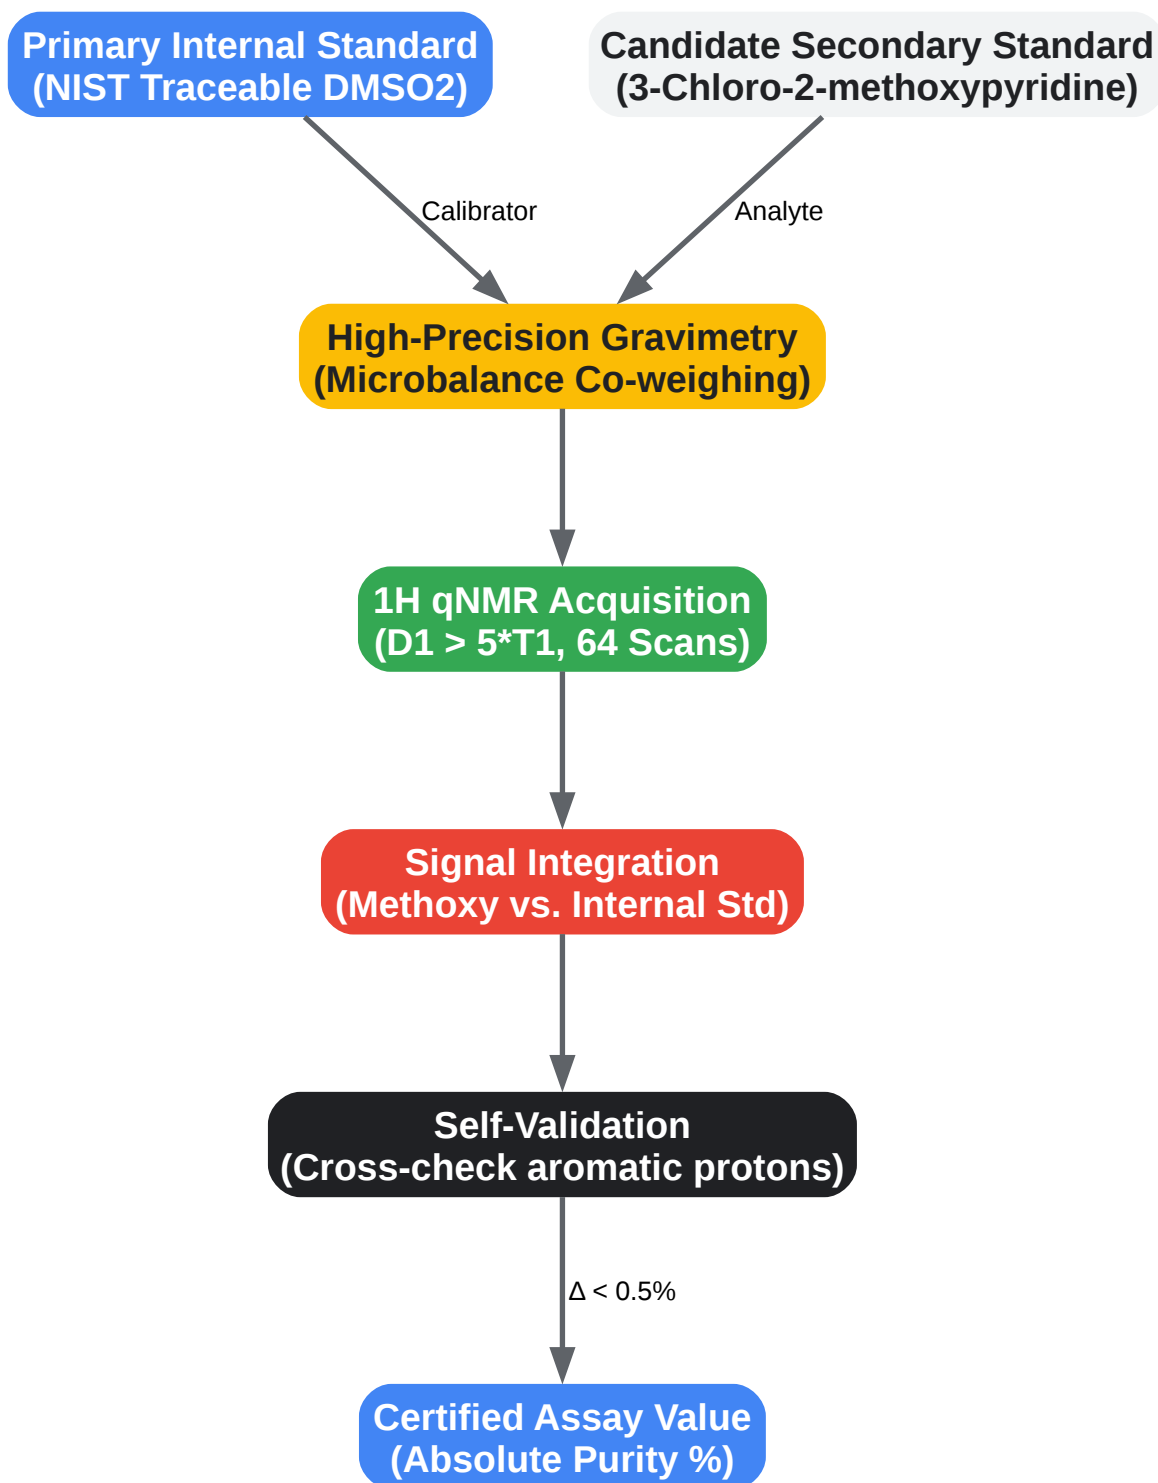 Primary Internal Standard
(NIST Traceable DMSO2)
Candidate Secondary Standard
(3-Chloro-2-methoxypyridine)
Calibrator
Analyte
High-Precision Gravimetry
(Microbalance Co-weighing)
1H qNMR Acquisition
(D1 > 5*T1, 64 Scans)
Signal Integration
(Methoxy vs. Internal Std)
Self-Validation
(Cross-check aromatic protons)
Δ < 0.5%
Certified Assay Value
(Absolute Purity %)